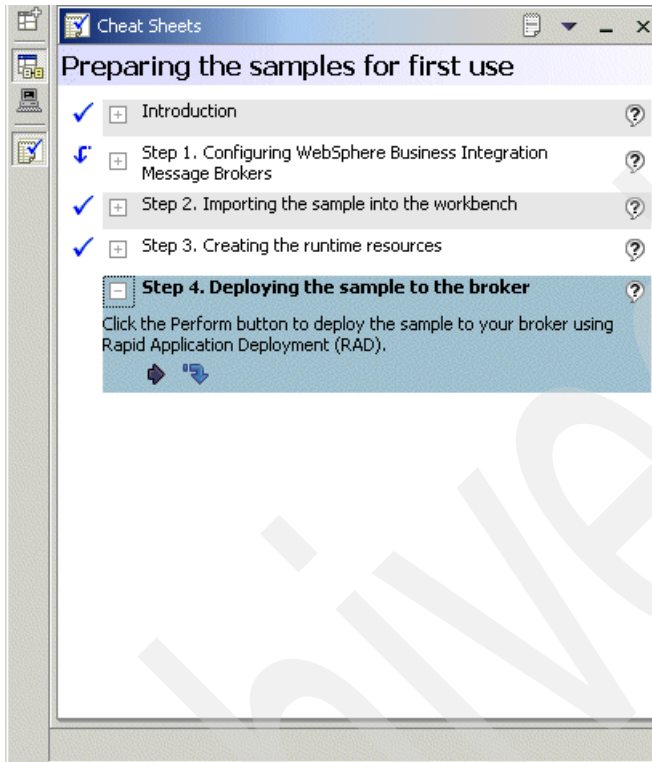 Cheat Sheets
Preparing the samples for first use
Introduction
Step 1. Configuring WebSphere Business Integration
Message Brokers
Step 2. Importing the sample into the workbench
Step 3. Creating the runtime resources
Step 4. Deploying the sample to the broker
Click the Perform button to deploy the sample to your broker using
Rapid Application Deployment (RAD).